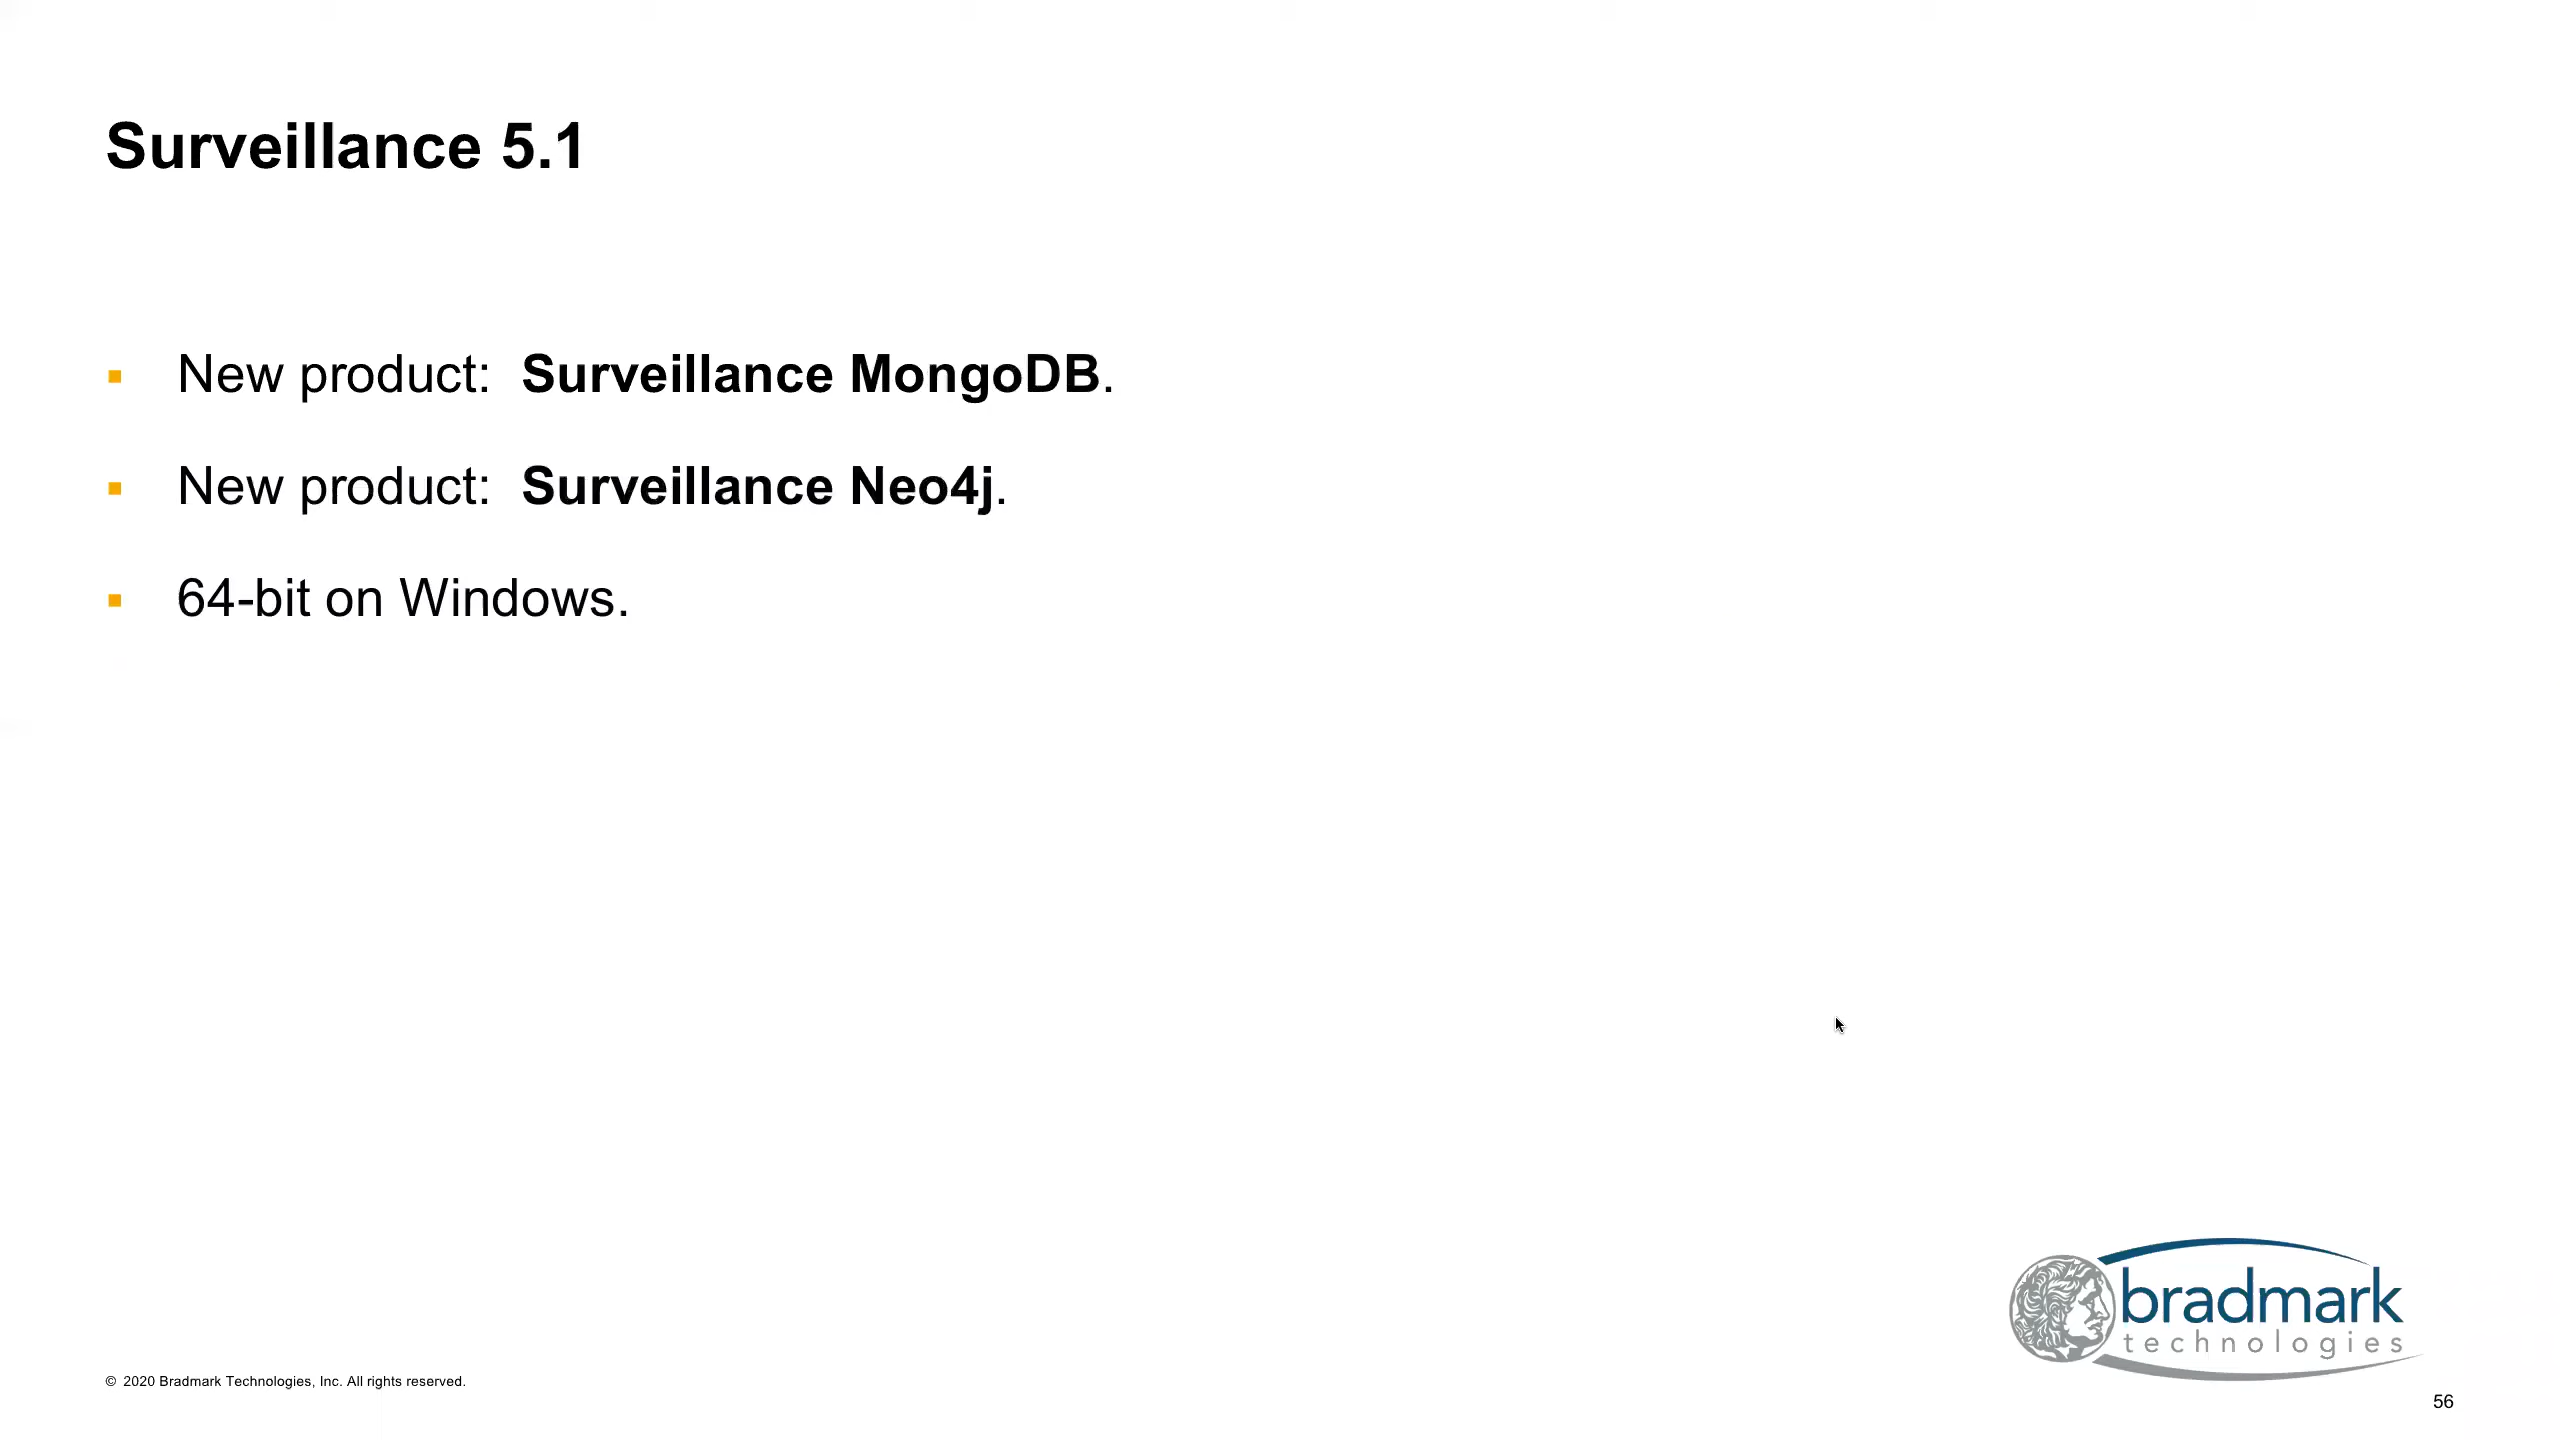 Surveillance 5.1
▪ New product:  Surveillance MongoDB.
▪ New product:  Surveillance Neo4j.
▪ 64-bit on Windows.
bradmark
technologies
© 2020 Bradmark Technologies, Inc. All rights reserved.
56